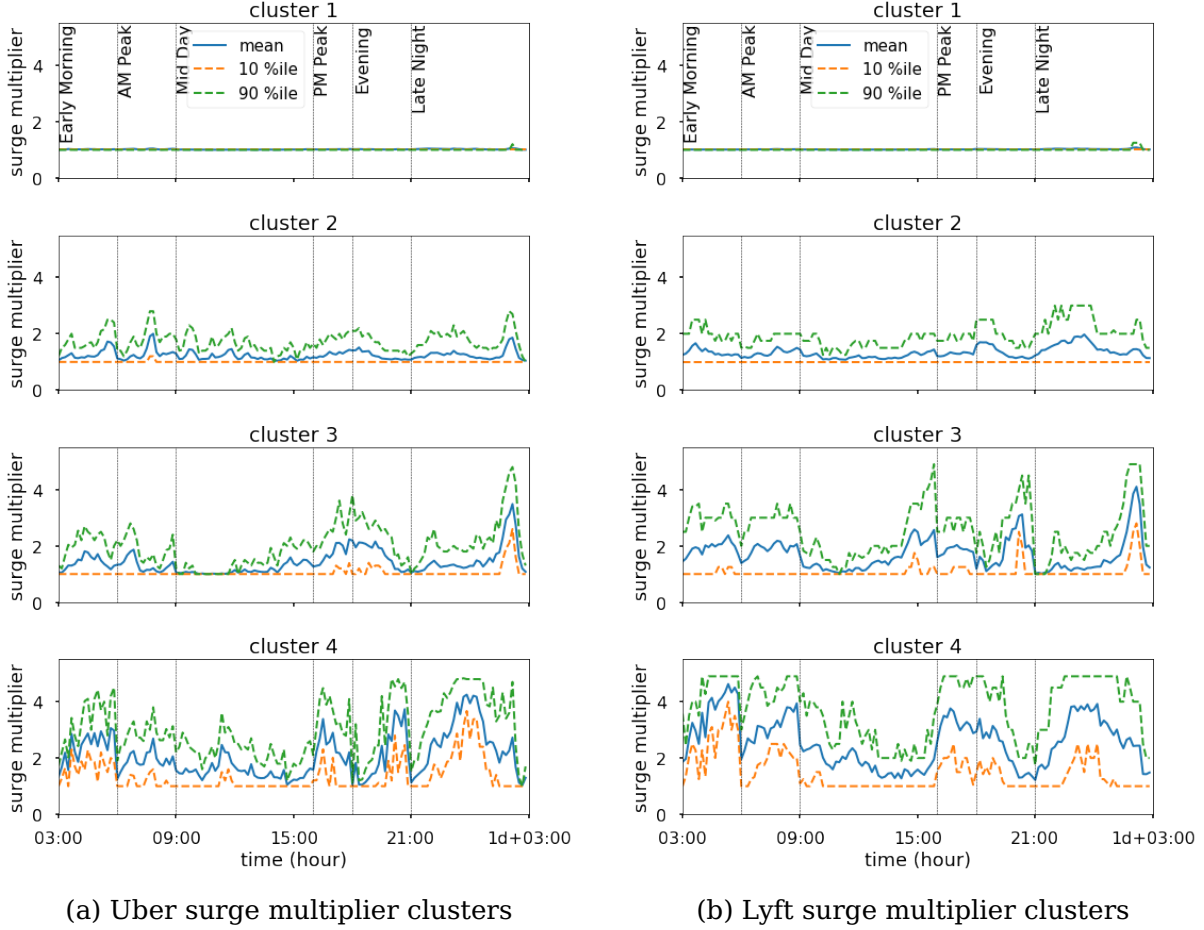 cluster 1
surge multiplier
4
2
0
Early Morning
AM Peak
Mid Day
PM Peak
Evening
Late Night
mean
10 %ile
90 %ile
cluster 2
surge multiplier
4
2
0
cluster 3
surge multiplier
4
2
0
cluster 4
surge multiplier
4
2
0
03:00
09:00
15:00
21:00
1d+03:00
time (hour)
(a) Uber surge multiplier clusters
cluster 1
surge multiplier
4
2
0
Early Morning
AM Peak
Mid Day
PM Peak
Evening
Late Night
mean
10 %ile
90 %ile
cluster 2
surge multiplier
4
2
0
cluster 3
surge multiplier
4
2
0
cluster 4
surge multiplier
4
2
0
03:00
09:00
15:00
21:00
1d+03:00
time (hour)
(b) Lyft surge multiplier clusters